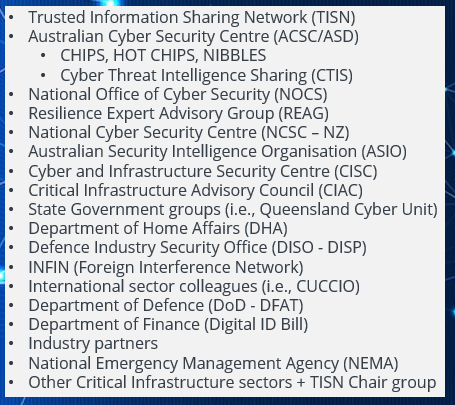 • Trusted Information Sharing Network (TISN)
• Australian Cyber Security Centre (ACSC/ASD)
• CHIPS, HOT CHIPS, NIBBLES
• Cyber Threat Intelligence Sharing (CTIS)
• National Office of Cyber Security (NOCS)
• Resilience Expert Advisory Group (REAG)
• National Cyber Security Centre (NCSC – NZ)
• Australian Security Intelligence Organisation (ASIO)
• Cyber and Infrastructure Security Centre (CISC)
• Critical Infrastructure Advisory Council (CIAC)
• State Government groups (i.e., Queensland Cyber Unit)
• Department of Home Affairs (DHA)
• Defence Industry Security Office (DISO - DISP)
• INFIN (Foreign Interference Network)
• International sector colleagues (i.e., CUCCIO)
• Department of Defence (DoD - DFAT)
• Department of Finance (Digital ID Bill)
• Industry partners
• National Emergency Management Agency (NEMA)
• Other Critical Infrastructure sectors + TISN Chair group